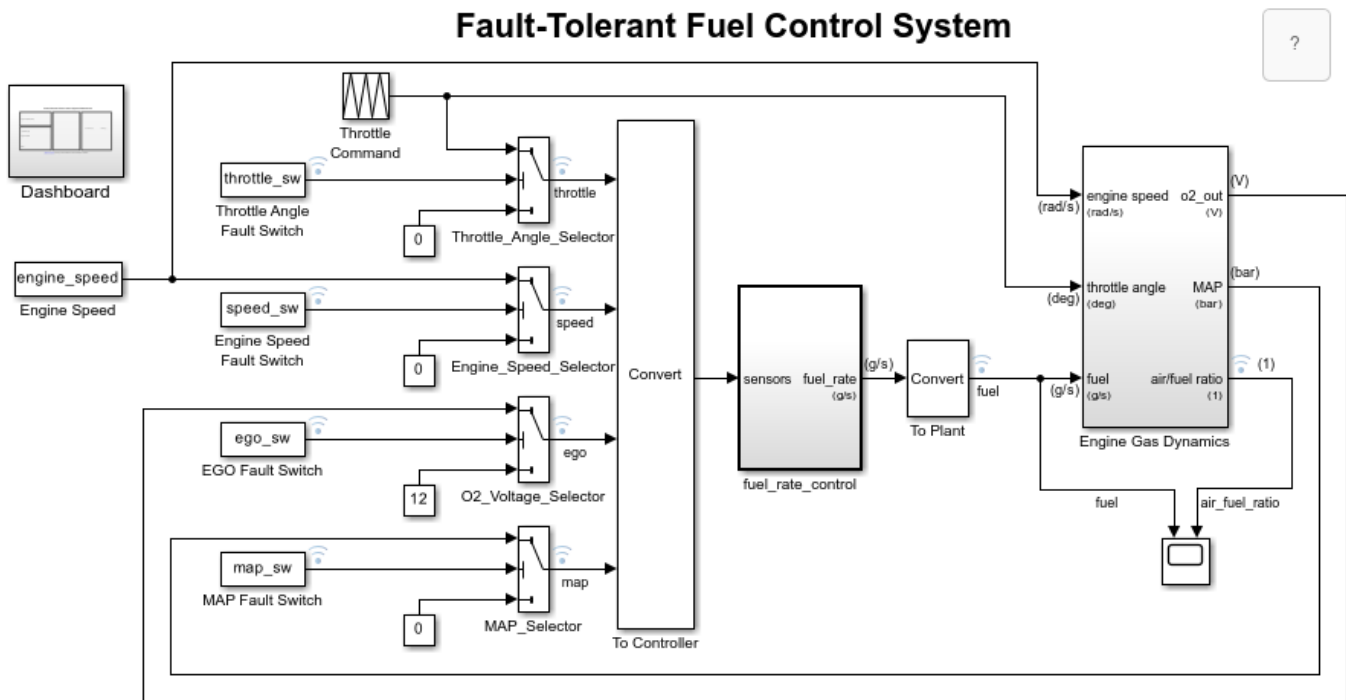 Fault-Tolerant Fuel Control System
?
Dashboard
Throttle
Command
throttle_sw
Throttle Angle
Fault Switch
0
throttle
Throttle_Angle_Selector
engine_speed
Engine Speed
speed_sw
Engine Speed
Fault Switch
0
speed
Engine_Speed_Selector
ego_sw
EGO Fault Switch
12
ego
O2_Voltage_Selector
map_sw
MAP Fault Switch
0
map
MAP_Selector
Convert
To Controller
sensors
fuel_rate
(g/s)
fuel_rate_control
(g/s)
Convert
To Plant
fuel
(rad/s)
(deg)
(g/s)
engine speed
(rad/s)
throttle angle
(deg)
fuel
(g/s)
o2_out
(V)
MAP
(bar)
air/fuel ratio
(1)
Engine Gas Dynamics
(V)
(bar)
(1)
fuel
air_fuel_ratio